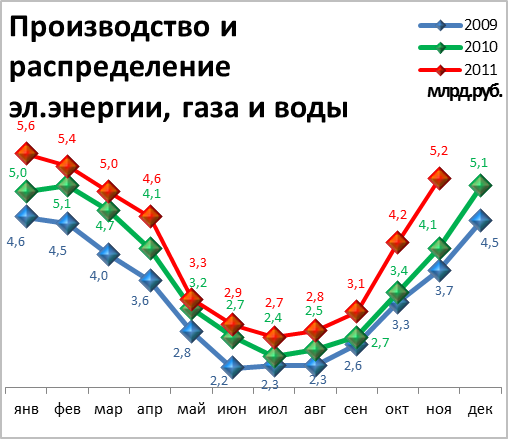 Производство и
распределение
эл.энергии, газа и воды
2009
2010
2011
млрд.руб.
5,6 5,4 5,0 4,6 3,3 2,9 2,7 2,8 3,1 4,2 5,2
5,0 5,1 4,7 4,1 3,2 2,7 2,4 2,5 2,7 3,4 4,1 5,1
4,6 4,5 4,0 3,6 2,8 2,2 2,3 2,3 2,6 3,3 3,7 4,5
янв фев мар апр май июн июл авг сен окт ноя дек